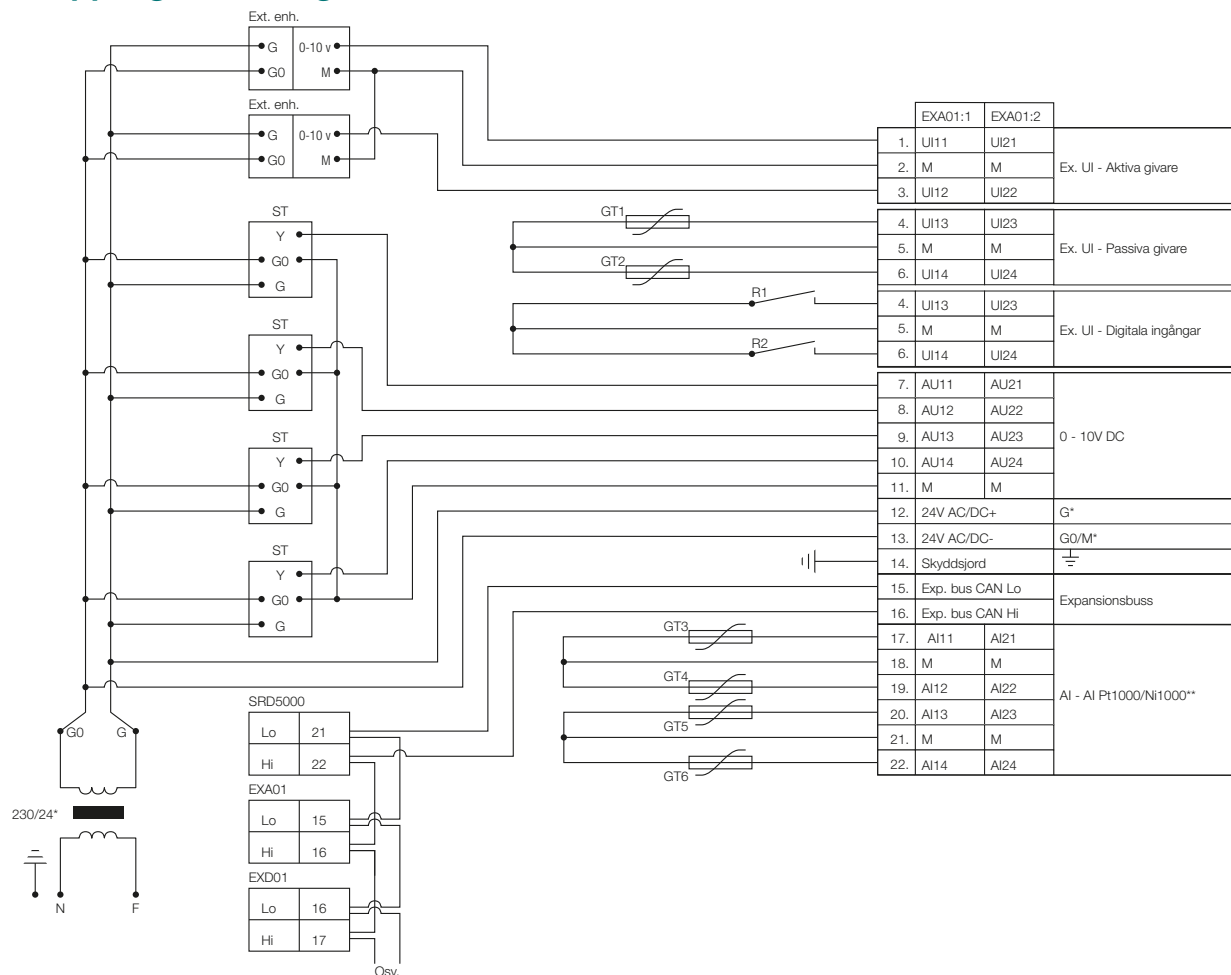 Ext. enh.
G 0-10 v
G0 M
Ext. enh.
G 0-10 v
G0 M
ST
Y
G0
G
ST
Y
G0
G
ST
Y
G0
G
ST
Y
G0
G
G0 G
230/24*
N F
SRD5000
Lo 21
Hi 22
EXA01
Lo 15
Hi 16
EXD01
Lo 16
Hi 17
Osv.
GT1
GT2
R1
R2
GT3
GT4
GT5
GT6
EXA01:1 EXA01:2
1. UI11 UI21
2. M M Ex. UI - Aktiva givare
3. UI12 UI22
4. UI13 UI23
5. M M Ex. UI - Passiva givare
6. UI14 UI24
4. UI13 UI23
5. M M Ex. UI - Digitala ingångar
6. UI14 UI24
7. AU11 AU21
8. AU12 AU22
9. AU13 AU23 0 - 10V DC
10. AU14 AU24
11. M M
12. 24V AC/DC+ G*
13. 24V AC/DC- G0/M*
14. Skyddsjord
15. Exp. bus CAN Lo
Expansionsbuss
16. Exp. bus CAN Hi
17. AI11 AI21
18. M M
19. AI12 AI22
AI - AI Pt1000/Ni1000**
20. AI13 AI23
21. M M
22. AI14 AI24